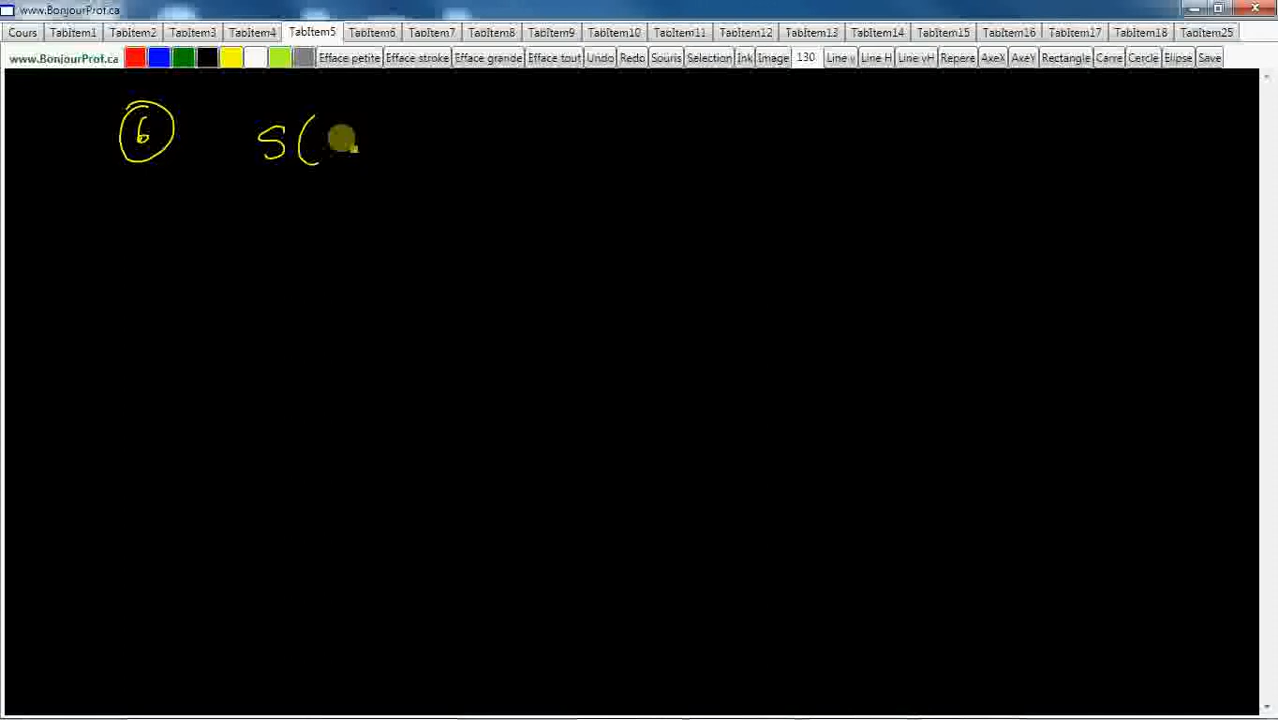 www.BonjourProf.ca
Cours TabItem1 TabItem2 TabItem3 TabItem4 TabItem5 TabItem6 TabItem7 TabItem8 TabItem9 TabItem10 TabItem11 TabItem12 TabItem13 TabItem14 TabItem15 TabItem16 TabItem17 TabItem18 TabItem25
www.BonjourProf.ca Efface petite Efface stroke Efface grande Efface tout Undo Redo Souris Selection Ink Image 130 Line v Line H Line vH Repere AxeX AxeY Rectangle Carre Cercle Elipse Save
6 S(